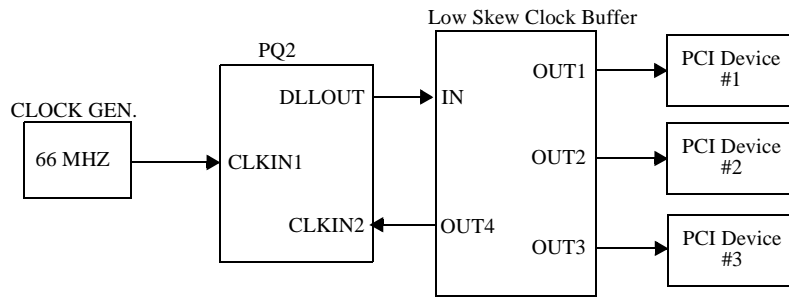 Low Skew Clock Buffer
PQ2
CLOCK GEN.
66 MHZ
CLKIN1
DLLOUT
CLKIN2
IN
OUT4
OUT1
OUT2
OUT3
PCI Device
#1
PCI Device
#2
PCI Device
#3